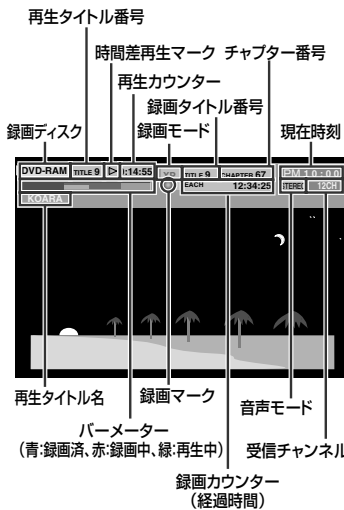 再生タイトル番号
時間差再生マーク チャプター番号
再生カウンター
録画タイトル番号
録画ディスク 録画モード 現在時刻
DVD-RAM TITLE 9 :14:55 XP TITLE 9 CHAPTER 67 PM 10:00
EACH 12:34:25 STEREO 12CH
KOARA
再生タイトル名 録画マーク 音声モード
バーメーター 受信チャンネル
(青:録画済、赤:録画中、緑:再生中)
録画カウンター
(経過時間)